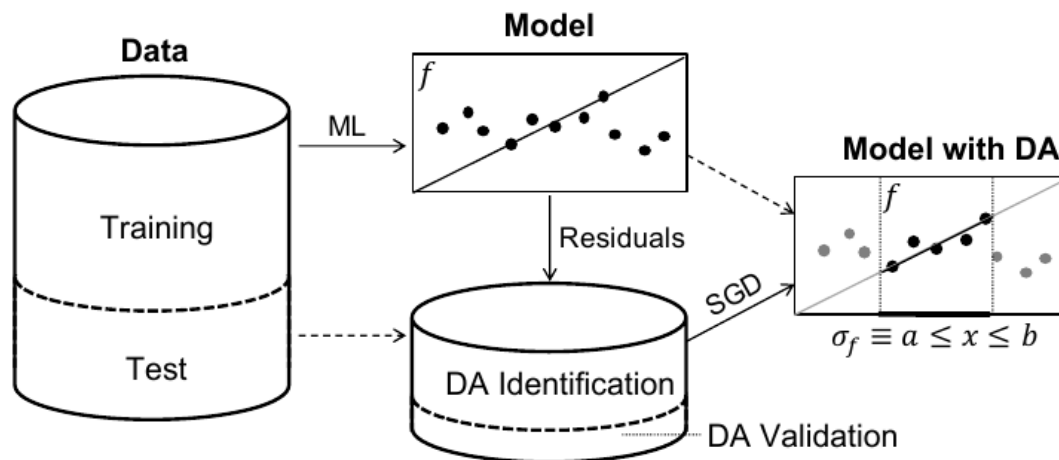 Data
Model
f
ML
Training
Test
Residuals
DA Identification
DA Validation
SGD
Model with DA
f
σ_f ≡ a ≤ x ≤ b